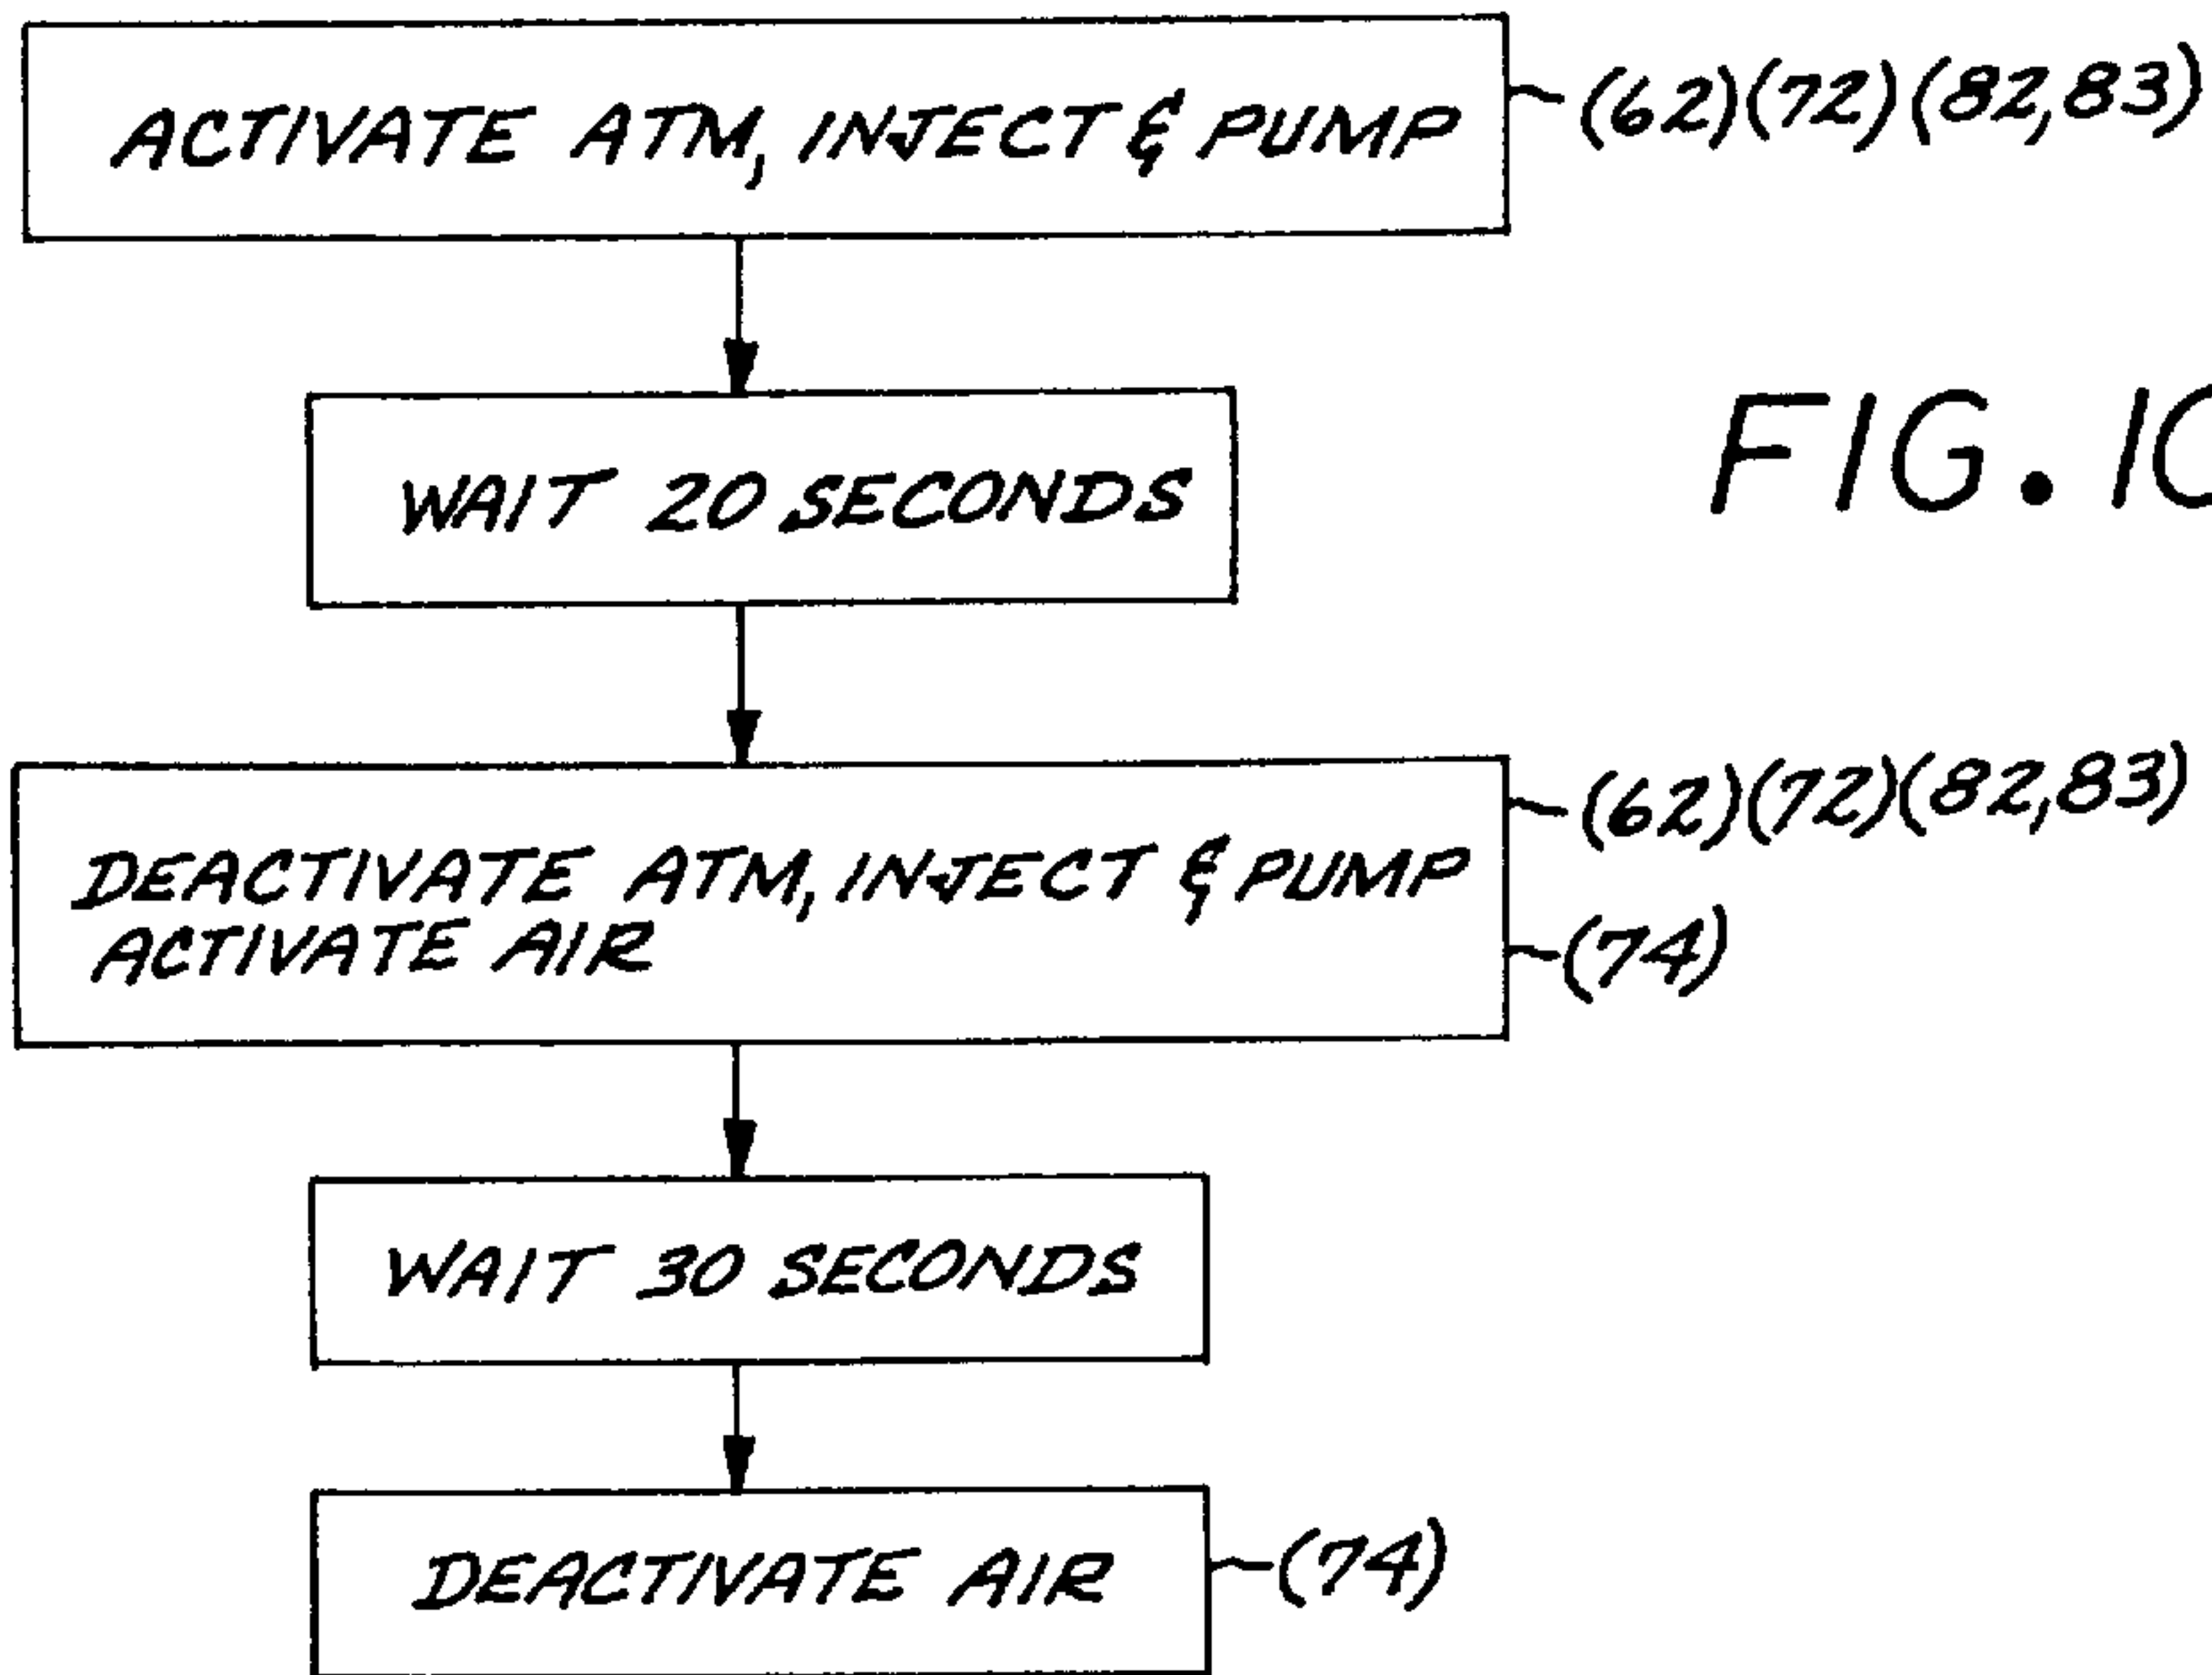 ACTIVATE ATM, INJECT & PUMP
(62)(72)(82,83)
WAIT 20 SECONDS
FIG. 10
DEACTIVATE ATM, INJECT & PUMP
(62)(72)(82,83)
ACTIVATE AIR
(74)
WAIT 30 SECONDS
DEACTIVATE AIR
(74)